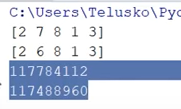 C:\Users\Telusko\Pyc
[2 7 8 1 3]
[2 6 8 1 3]
117784112
117488960